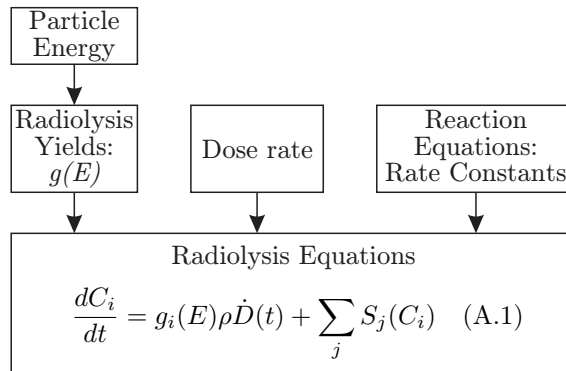 Particle
Energy
Radiolysis
Yields:
g(E)
Dose rate
Reaction
Equations:
Rate Constants
Radiolysis Equations
dC_i/dt = g_i(E)ρḊ(t) + ∑_j S_j(C_i) (A.1)